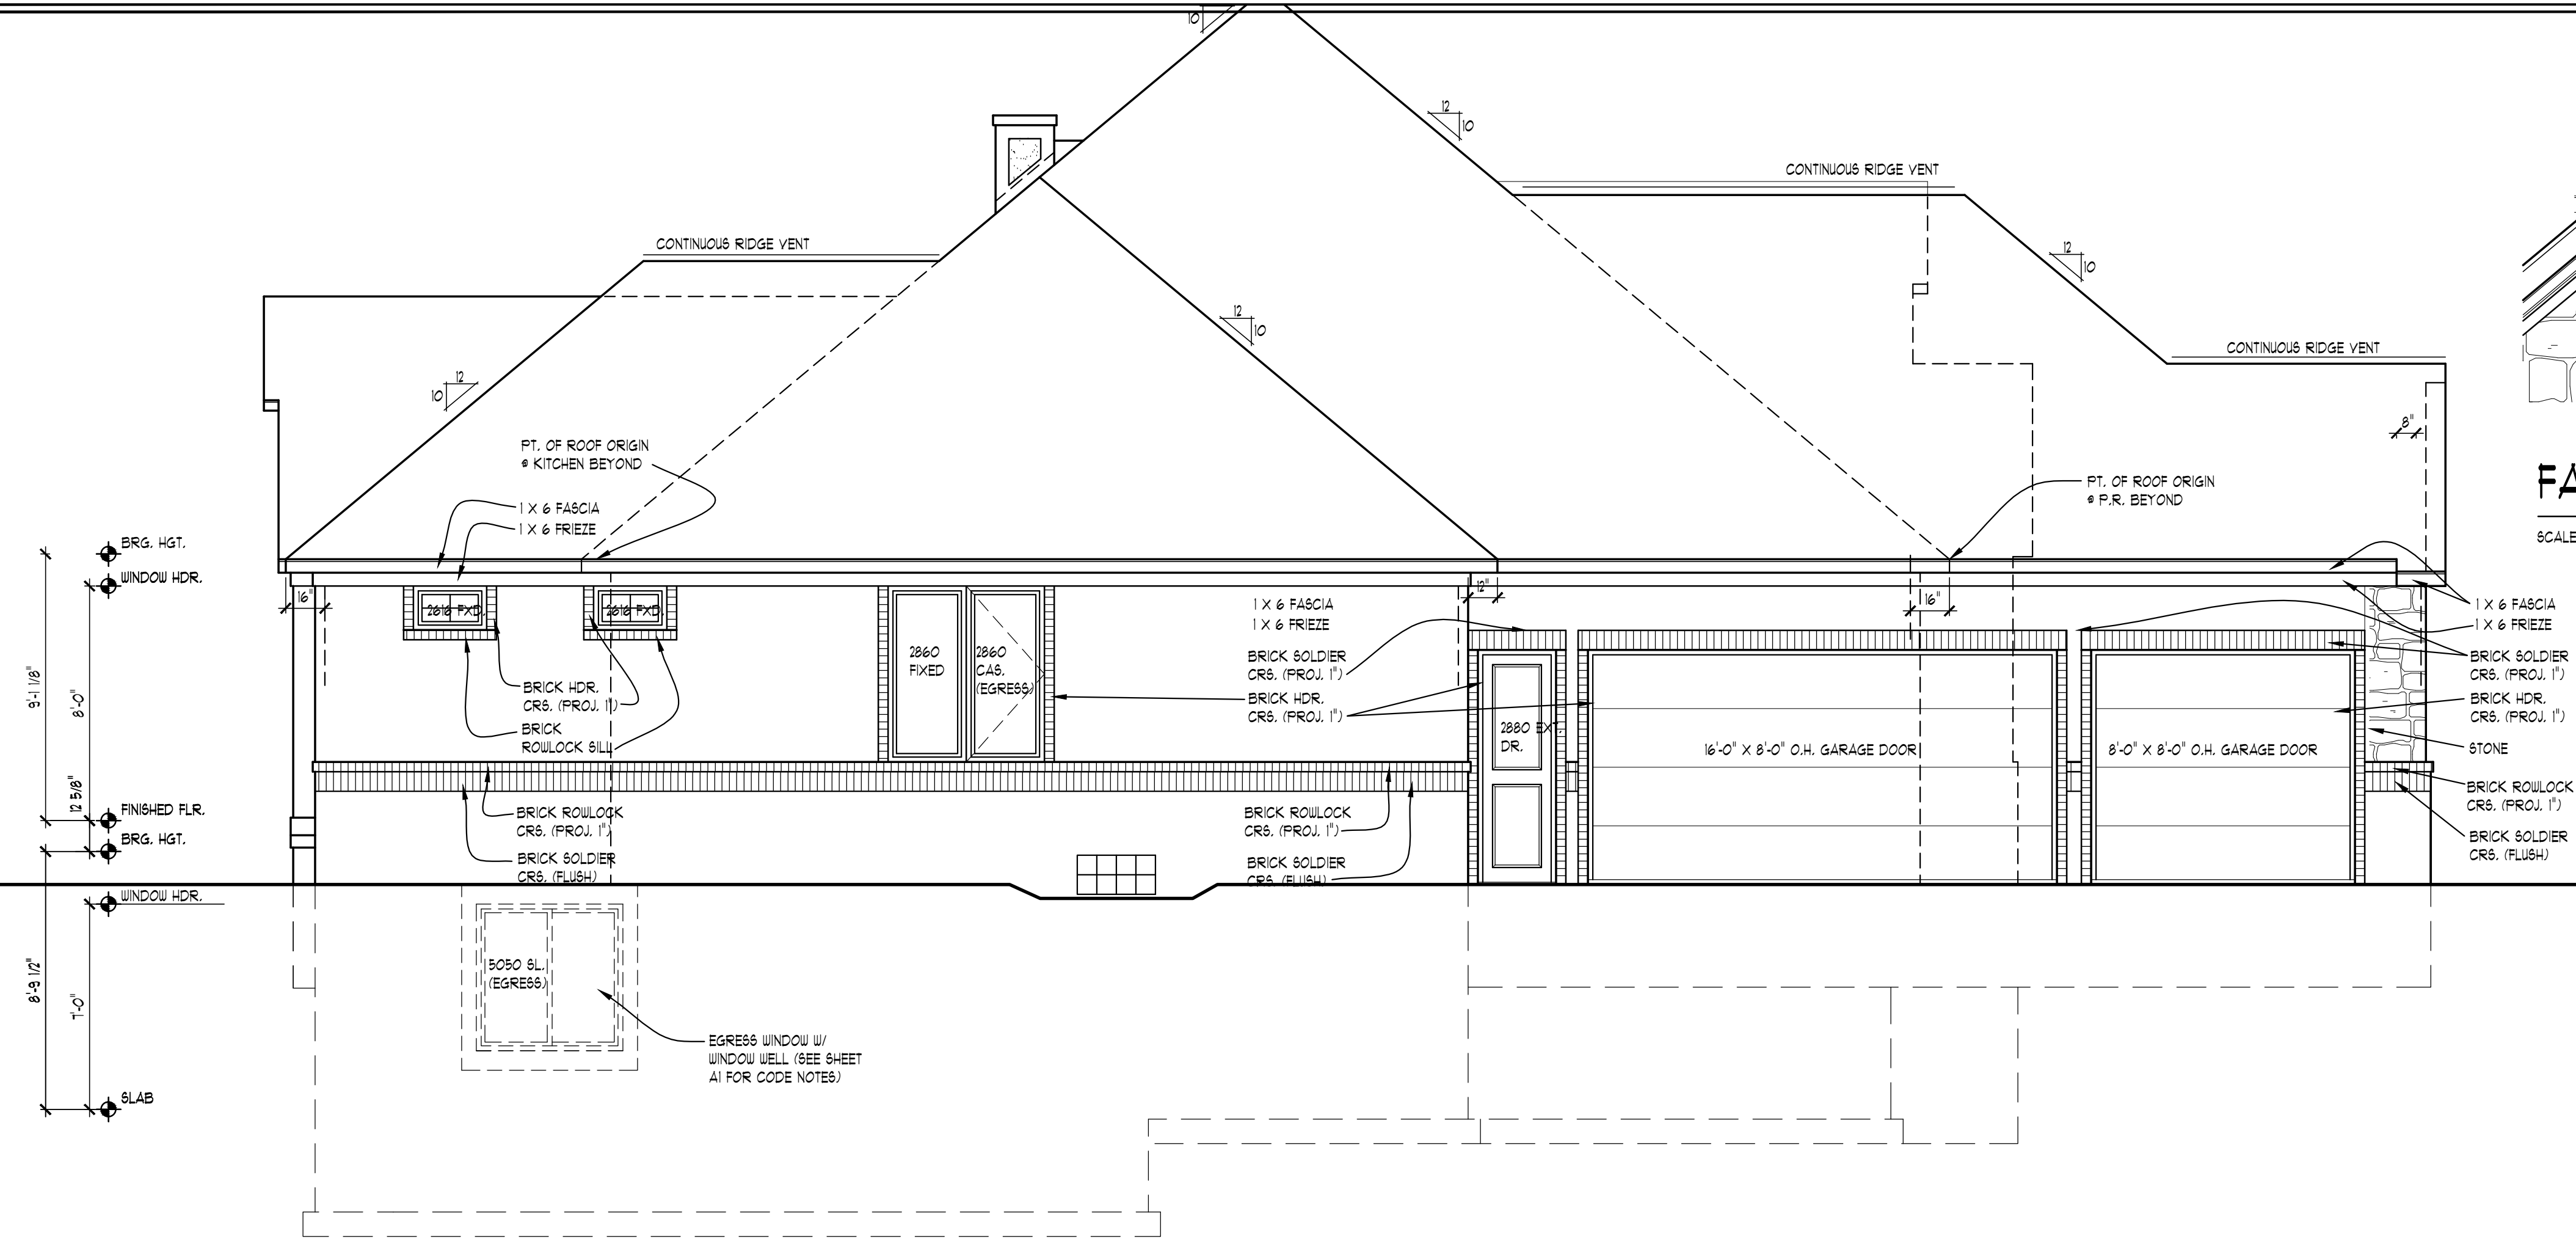 10
12
10
CONTINUOUS RIDGE VENT
CONTINUOUS RIDGE VENT
12
10
12
10
CONTINUOUS RIDGE VENT
12
10
12
10
8"
PT. OF ROOF ORIGIN
@ KITCHEN BEYOND
PT. OF ROOF ORIGIN
@ P.R. BEYOND
FA
SCALE
1 X 6 FASCIA
1 X 6 FRIEZE
BRG. HGT.
WINDOW HDR.
16"
2616 FXD.
2616 FXD.
12"
16"
1 X 6 FASCIA
1 X 6 FRIEZE
1 X 6 FASCIA
1 X 6 FRIEZE
2860
FIXED
2860
CAS.
(EGRESS)
BRICK SOLDIER
CRS. (PROJ. 1")
BRICK HDR.
CRS. (PROJ. 1")
BRICK SOLDIER
CRS. (PROJ. 1")
BRICK HDR.
CRS. (PROJ. 1")
BRICK HDR.
CRS. (PROJ. 1")
BRICK
ROWLOCK SILL
2880 EXT.
DR.
16'-0" X 8'-0" O.H. GARAGE DOOR
8'-0" X 8'-0" O.H. GARAGE DOOR
STONE
9'-1 1/8"
8'-0"
12 5/8"
FINISHED FLR.
BRG. HGT.
BRICK ROWLOCK
CRS. (PROJ. 1")
BRICK SOLDIER
CRS. (FLUSH)
BRICK ROWLOCK
CRS. (PROJ. 1")
BRICK SOLDIER
CRS. (FLUSH)
BRICK ROWLOCK
CRS. (PROJ. 1")
BRICK SOLDIER
CRS. (FLUSH)
WINDOW HDR.
8'-9 1/2"
7'-0"
5050 SL.
(EGRESS)
EGRESS WINDOW W/
WINDOW WELL (SEE SHEET
A1 FOR CODE NOTES)
SLAB